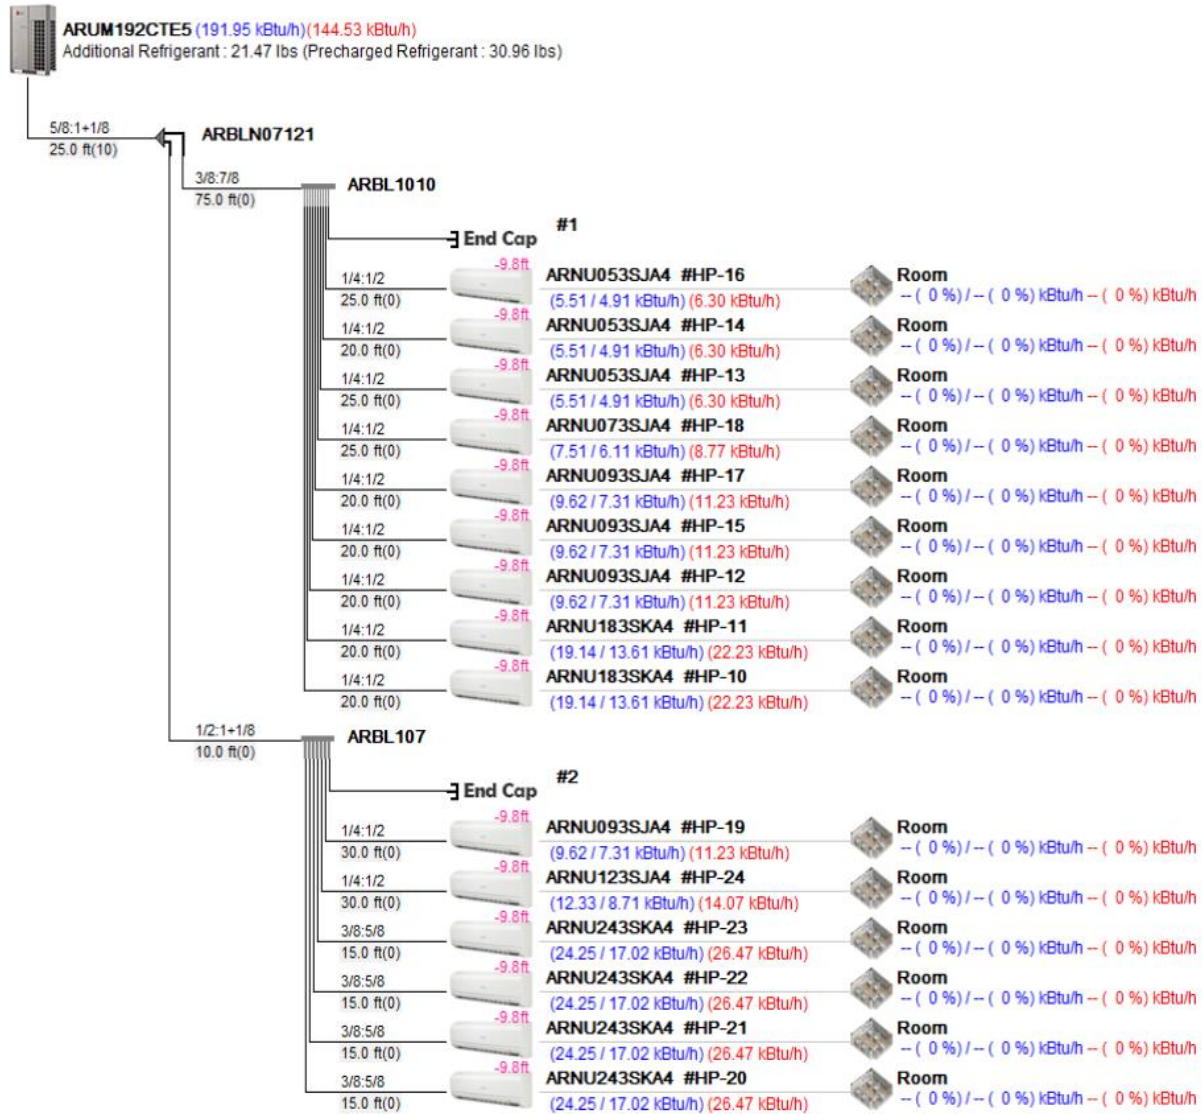 ARUM192CTE5 (191.95 kBtu/h) (144.53 kBtu/h)
Additional Refrigerant : 21.47 lbs (Precharged Refrigerant : 30.96 lbs)
5/8:1+1/8
25.0 ft(10)
ARBLN07121
3/8:7/8
75.0 ft(0)
ARBL1010
#1
End Cap
-9.8ft
1/4:1/2
25.0 ft(0)
ARNU053SJA4 #HP-16
(5.51 / 4.91 kBtu/h) (6.30 kBtu/h)
Room
-- ( 0 %) / -- ( 0 %) kBtu/h -- ( 0 %) kBtu/h
-9.8ft
1/4:1/2
20.0 ft(0)
ARNU053SJA4 #HP-14
(5.51 / 4.91 kBtu/h) (6.30 kBtu/h)
Room
-- ( 0 %) / -- ( 0 %) kBtu/h -- ( 0 %) kBtu/h
-9.8ft
1/4:1/2
25.0 ft(0)
ARNU053SJA4 #HP-13
(5.51 / 4.91 kBtu/h) (6.30 kBtu/h)
Room
-- ( 0 %) / -- ( 0 %) kBtu/h -- ( 0 %) kBtu/h
-9.8ft
1/4:1/2
25.0 ft(0)
ARNU073SJA4 #HP-18
(7.51 / 6.11 kBtu/h) (8.77 kBtu/h)
Room
-- ( 0 %) / -- ( 0 %) kBtu/h -- ( 0 %) kBtu/h
-9.8ft
1/4:1/2
20.0 ft(0)
ARNU093SJA4 #HP-17
(9.62 / 7.31 kBtu/h) (11.23 kBtu/h)
Room
-- ( 0 %) / -- ( 0 %) kBtu/h -- ( 0 %) kBtu/h
-9.8ft
1/4:1/2
20.0 ft(0)
ARNU093SJA4 #HP-15
(9.62 / 7.31 kBtu/h) (11.23 kBtu/h)
Room
-- ( 0 %) / -- ( 0 %) kBtu/h -- ( 0 %) kBtu/h
-9.8ft
1/4:1/2
20.0 ft(0)
ARNU093SJA4 #HP-12
(9.62 / 7.31 kBtu/h) (11.23 kBtu/h)
Room
-- ( 0 %) / -- ( 0 %) kBtu/h -- ( 0 %) kBtu/h
-9.8ft
1/4:1/2
20.0 ft(0)
ARNU183SKA4 #HP-11
(19.14 / 13.61 kBtu/h) (22.23 kBtu/h)
Room
-- ( 0 %) / -- ( 0 %) kBtu/h -- ( 0 %) kBtu/h
-9.8ft
1/4:1/2
20.0 ft(0)
ARNU183SKA4 #HP-10
(19.14 / 13.61 kBtu/h) (22.23 kBtu/h)
Room
-- ( 0 %) / -- ( 0 %) kBtu/h -- ( 0 %) kBtu/h
1/2:1+1/8
10.0 ft(0)
ARBL107
#2
End Cap
-9.8ft
1/4:1/2
30.0 ft(0)
ARNU093SJA4 #HP-19
(9.62 / 7.31 kBtu/h) (11.23 kBtu/h)
Room
-- ( 0 %) / -- ( 0 %) kBtu/h -- ( 0 %) kBtu/h
-9.8ft
1/4:1/2
30.0 ft(0)
ARNU123SJA4 #HP-24
(12.33 / 8.71 kBtu/h) (14.07 kBtu/h)
Room
-- ( 0 %) / -- ( 0 %) kBtu/h -- ( 0 %) kBtu/h
-9.8ft
3/8:5/8
15.0 ft(0)
ARNU243SKA4 #HP-23
(24.25 / 17.02 kBtu/h) (26.47 kBtu/h)
Room
-- ( 0 %) / -- ( 0 %) kBtu/h -- ( 0 %) kBtu/h
-9.8ft
3/8:5/8
15.0 ft(0)
ARNU243SKA4 #HP-22
(24.25 / 17.02 kBtu/h) (26.47 kBtu/h)
Room
-- ( 0 %) / -- ( 0 %) kBtu/h -- ( 0 %) kBtu/h
-9.8ft
3/8:5/8
15.0 ft(0)
ARNU243SKA4 #HP-21
(24.25 / 17.02 kBtu/h) (26.47 kBtu/h)
Room
-- ( 0 %) / -- ( 0 %) kBtu/h -- ( 0 %) kBtu/h
-9.8ft
3/8:5/8
15.0 ft(0)
ARNU243SKA4 #HP-20
(24.25 / 17.02 kBtu/h) (26.47 kBtu/h)
Room
-- ( 0 %) / -- ( 0 %) kBtu/h -- ( 0 %) kBtu/h